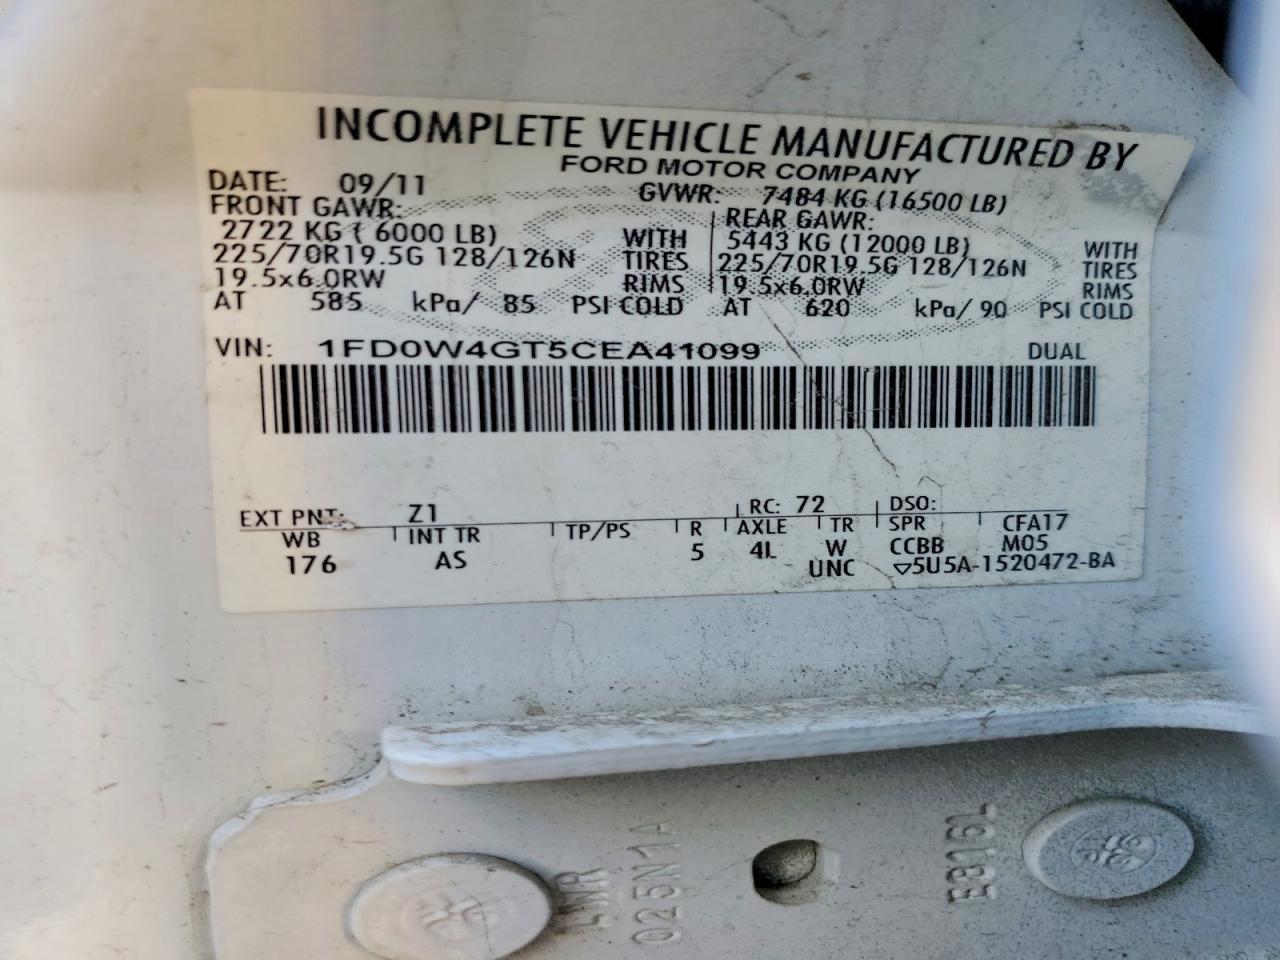 INCOMPLETE VEHICLE MANUFACTURED BY
FORD MOTOR COMPANY
DATE: 09/11 GVWR: 7484 KG (16500 LB)
FRONT GAWR: REAR GAWR:
2722 KG ( 6000 LB) WITH 5443 KG (12000 LB) WITH
225/70R19.5G 128/126N TIRES 225/70R19.5G 128/126N TIRES
19.5x6.0RW RIMS 19.5x6.0RW RIMS
AT 585 kPa/ 85 PSI COLD AT 620 kPa/ 90 PSI COLD
VIN: 1FD0W4GT5CEA41099 DUAL
EXT PNT: Z1 RC: 72 DSO:
WB INT TR TP/PS R AXLE TR SPR CFA17
176 AS 5 4L W CCBB M05
UNC ▽5U5A-1520472-BA
LWR
025N1A
E316L